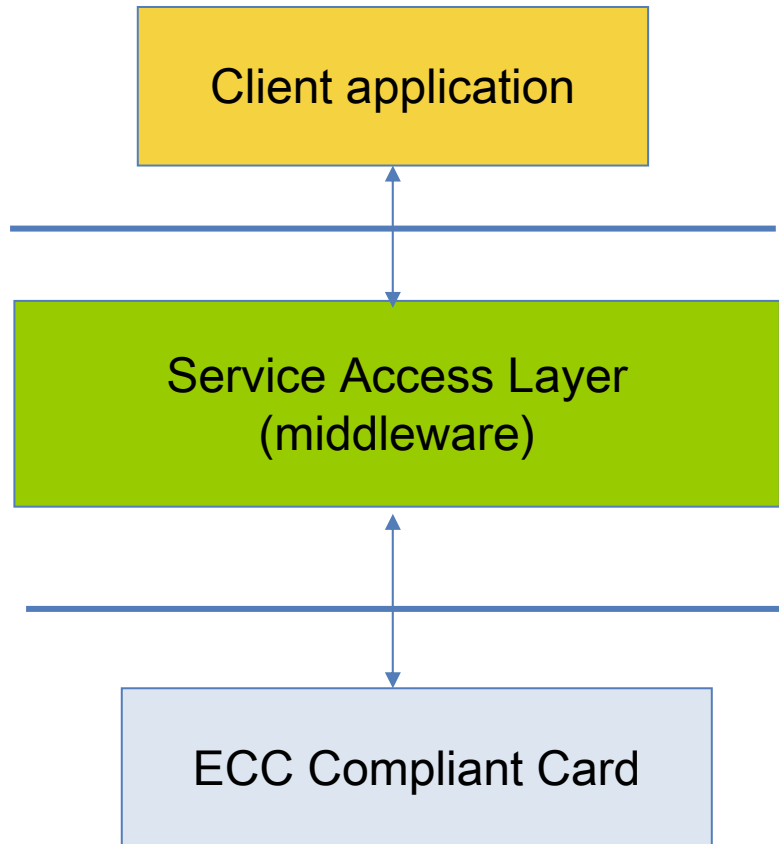 Client application
Service Access Layer
(middleware)
ECC Compliant Card